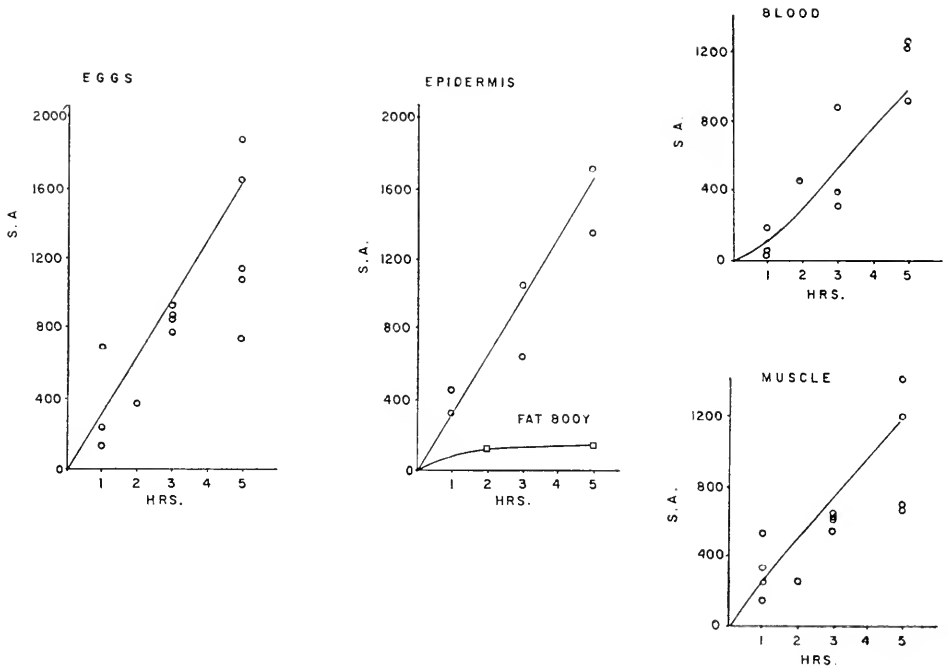 EGGS
2000
1600
1200
800
400
0
S.A
1 2 3 4 5
HRS.
EPIDERMIS
2000
1600
1200
800
400
0
S.A.
FAT BODY
1 2 3 4 5
HRS.
BLOOD
1200
800
400
0
S.A.
1 2 3 4 5
HRS.
MUSCLE
1200
800
400
0
S.A.
1 2 3 4 5
HRS.